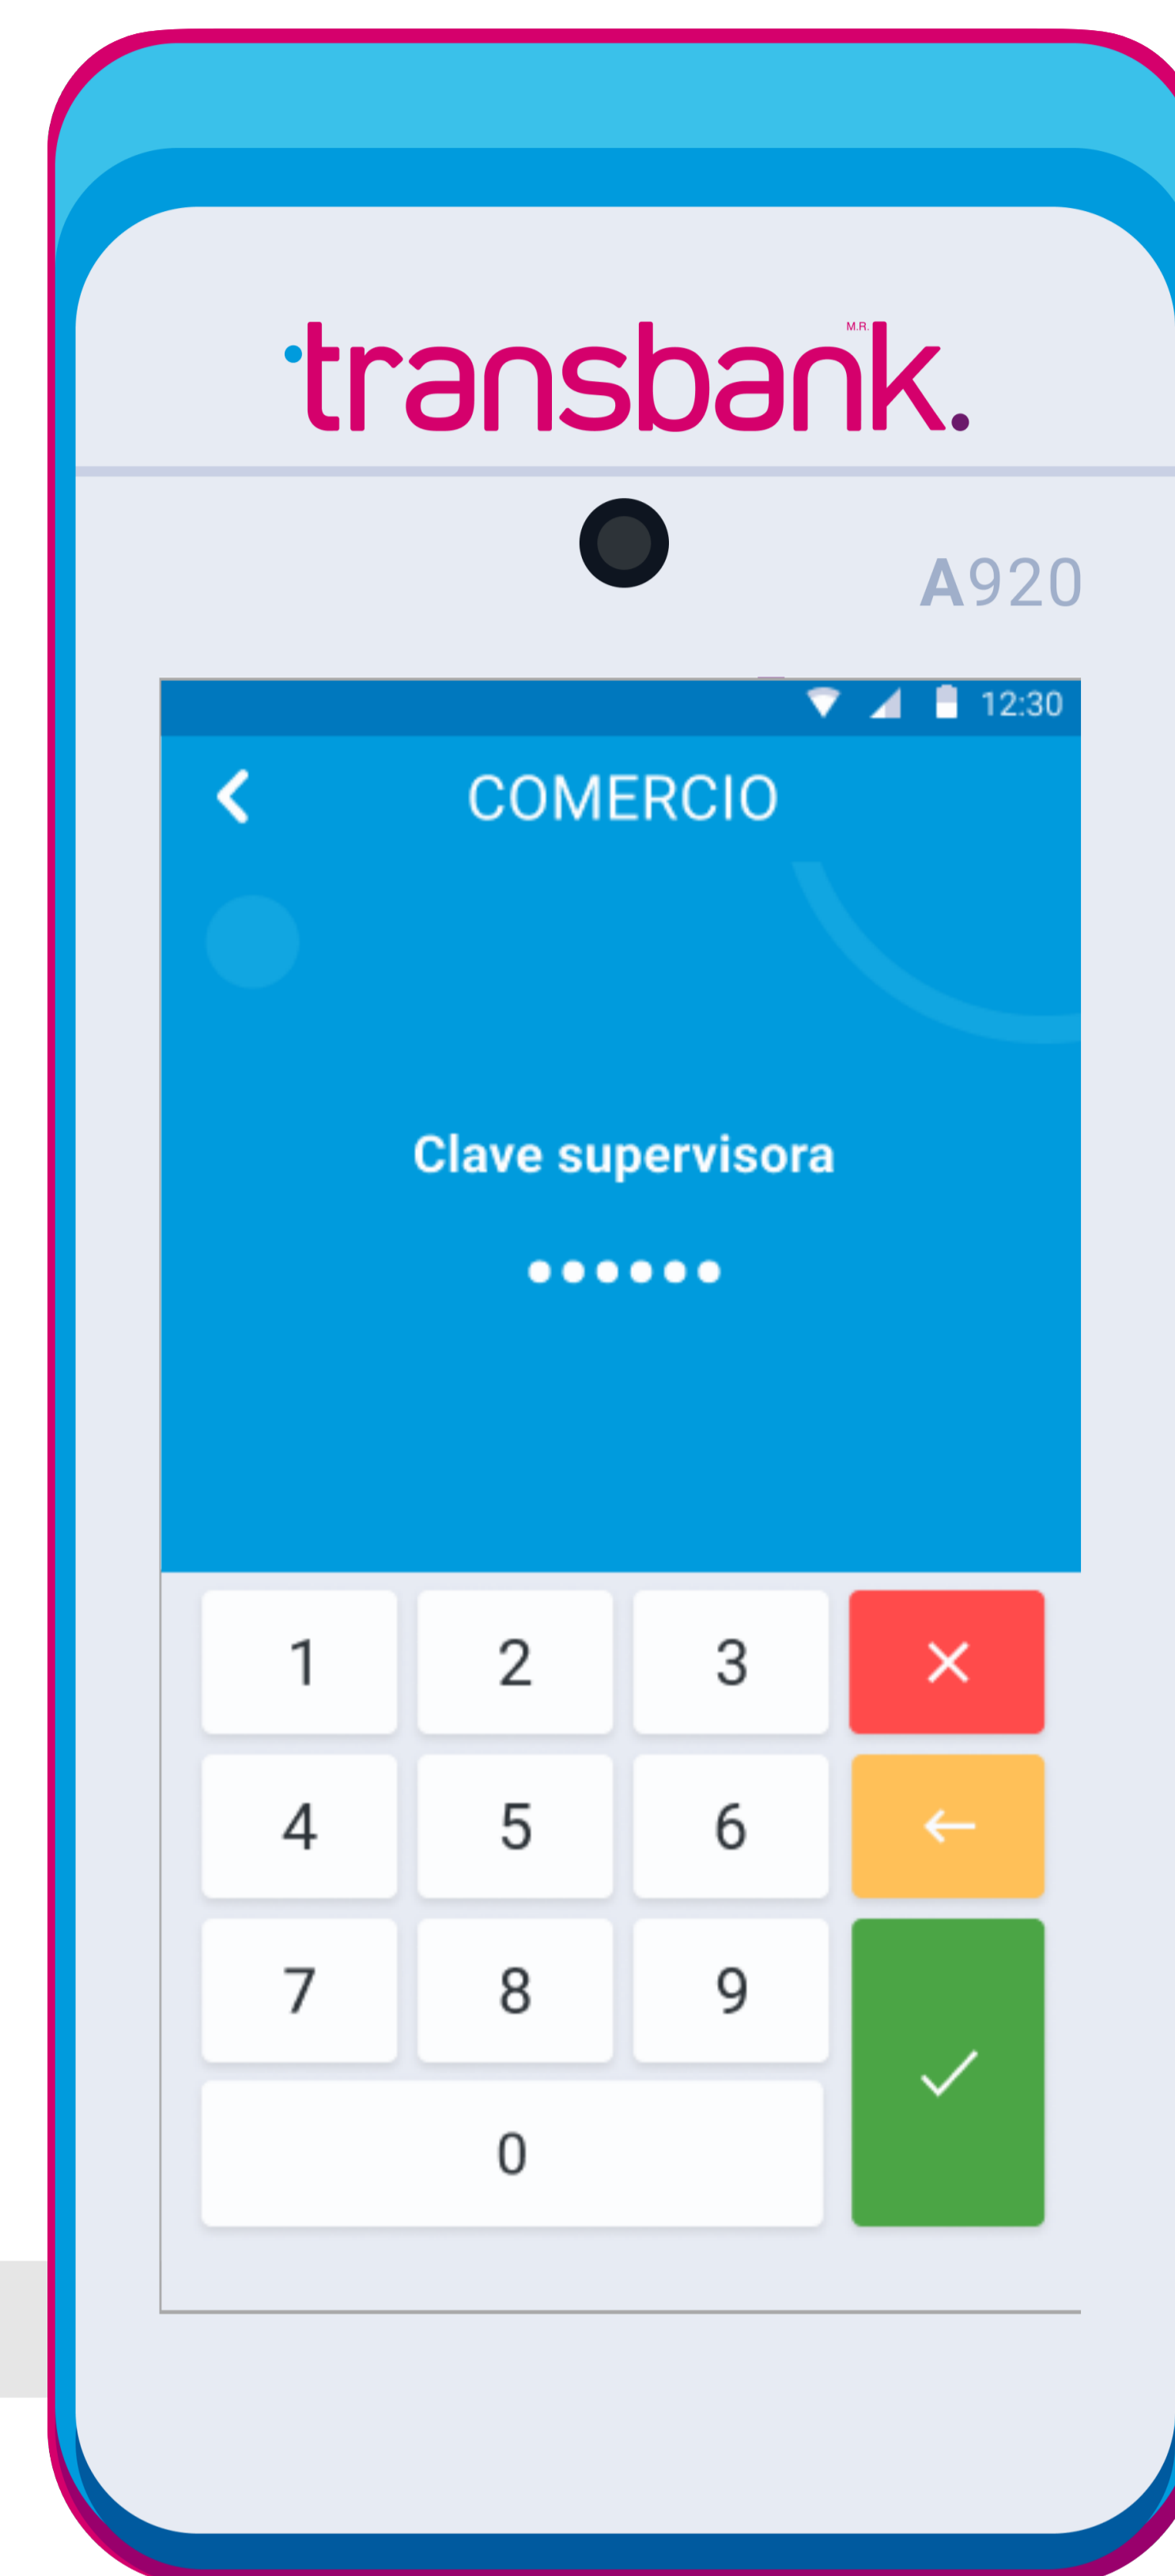 transbank.
M.R.
A920
12:30
COMERCIO
Clave supervisora
1 2 3
4 5 6
7 8 9
0